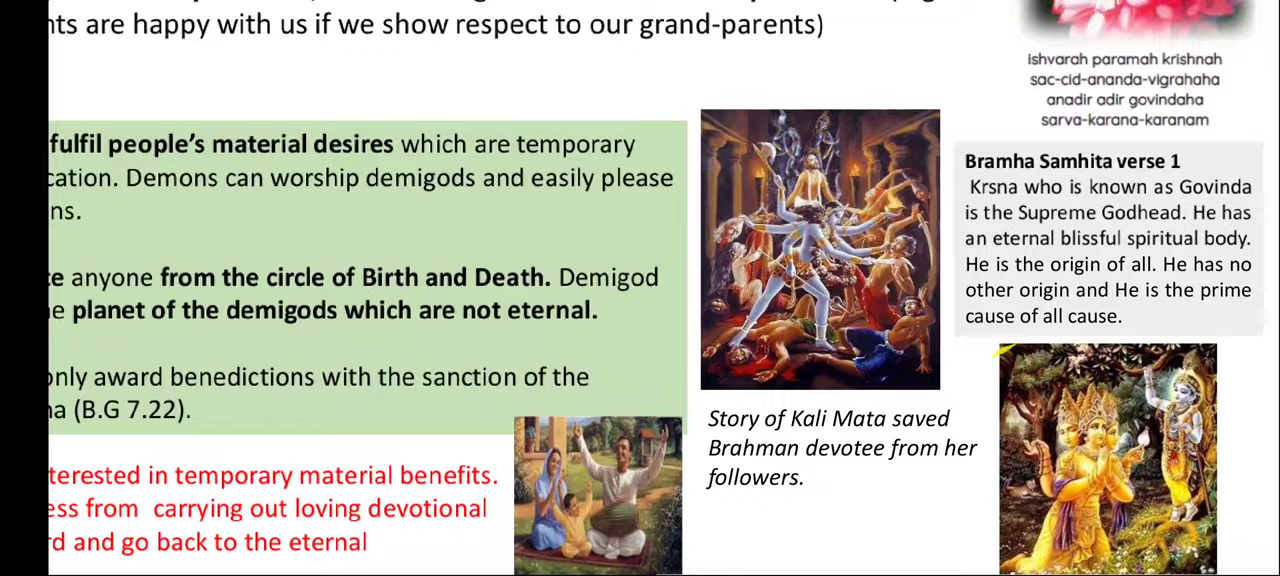 nts are happy with us if we show respect to our grand-parents)
ishvarah paramah krishnah
sac-cid-ananda-vigrahaha
anadir adir govindaha
sarva-karana-karanam
fulfil people's material desires which are temporary
cation. Demons can worship demigods and easily please
ns.
te anyone from the circle of Birth and Death. Demigod
e planet of the demigods which are not eternal.
only award benedictions with the sanction of the
na (B.G 7.22).
terested in temporary material benefits.
ess from carrying out loving devotional
rd and go back to the eternal
Story of Kali Mata saved
Brahman devotee from her
followers.
Bramha Samhita verse 1
Krsna who is known as Govinda
is the Supreme Godhead. He has
an eternal blissful spiritual body.
He is the origin of all. He has no
other origin and He is the prime
cause of all cause.